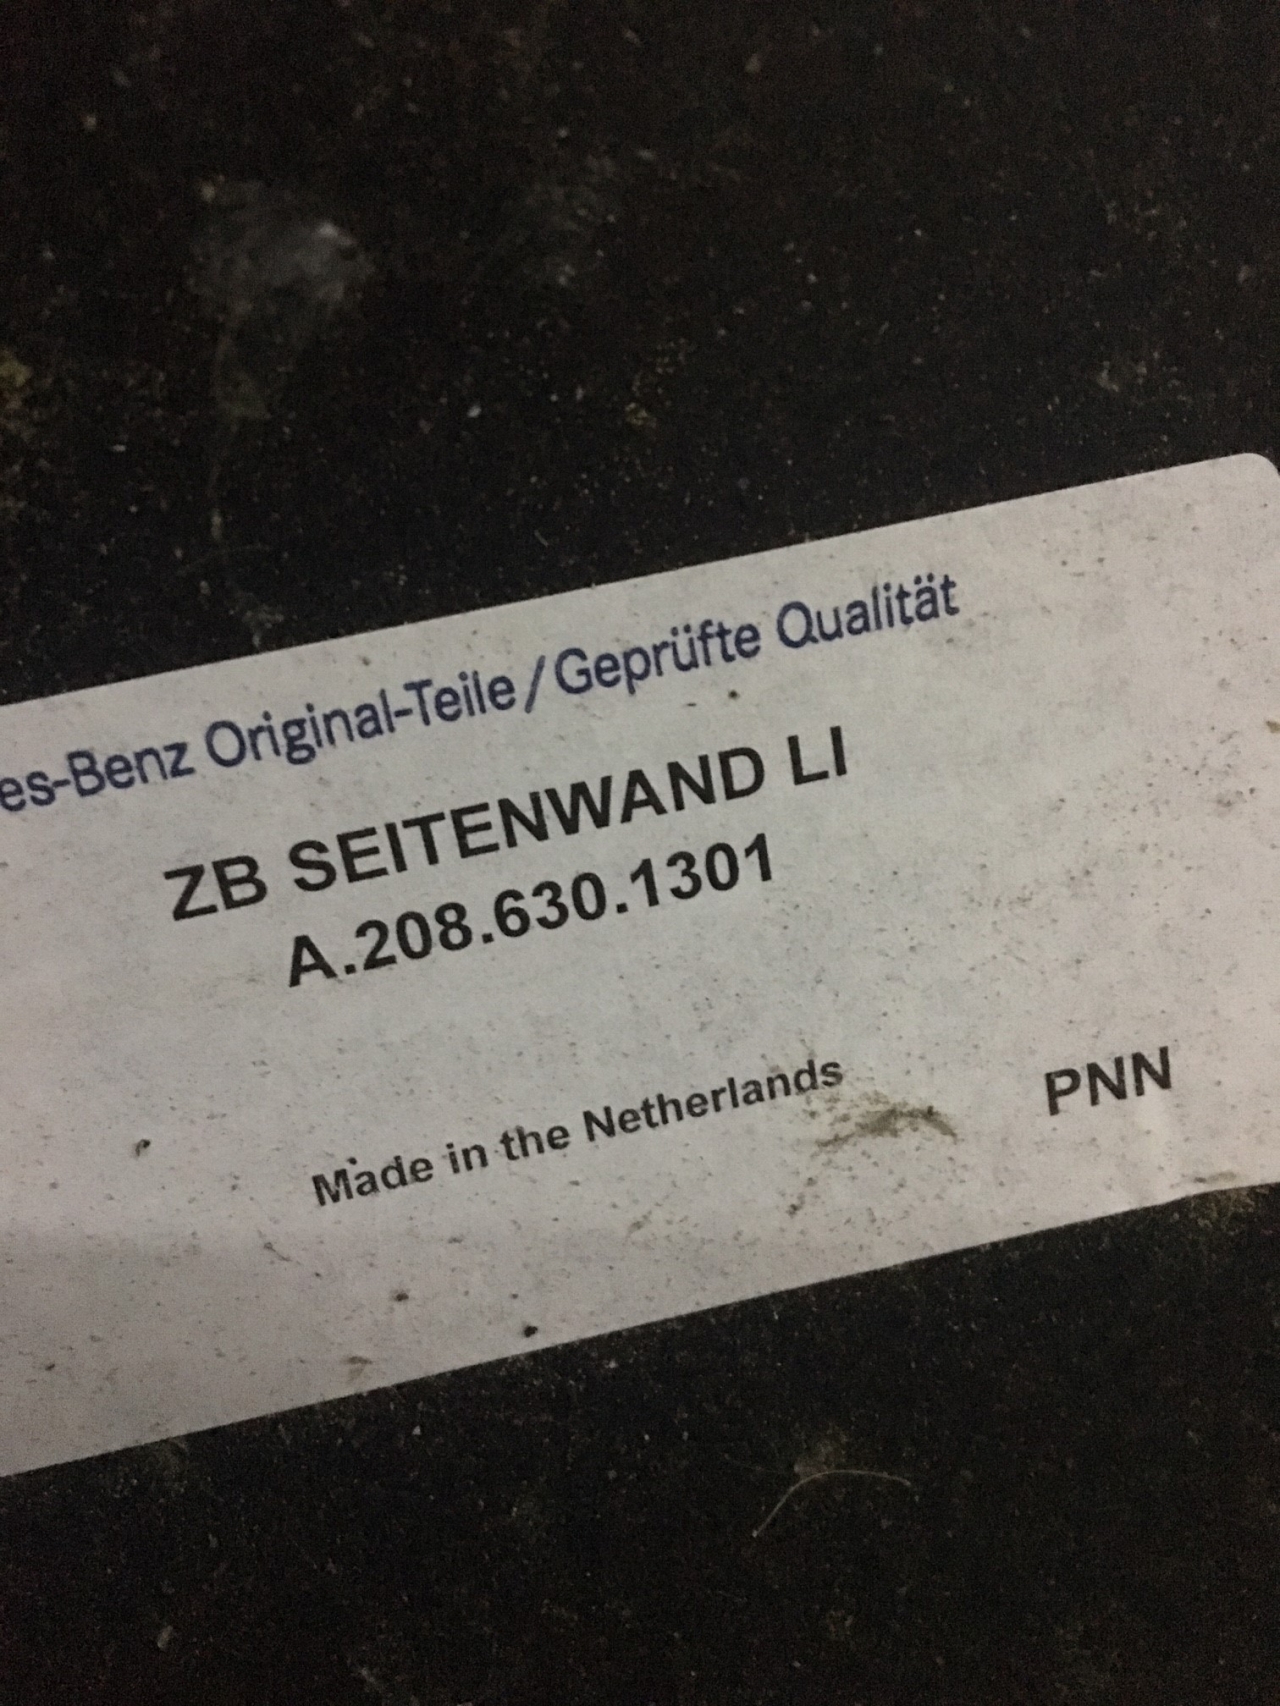 es-Benz Original-Teile/Geprüfte Qualität
ZB SEITENWAND LI
A.208.630.1301
Made in the Netherlands
PNN